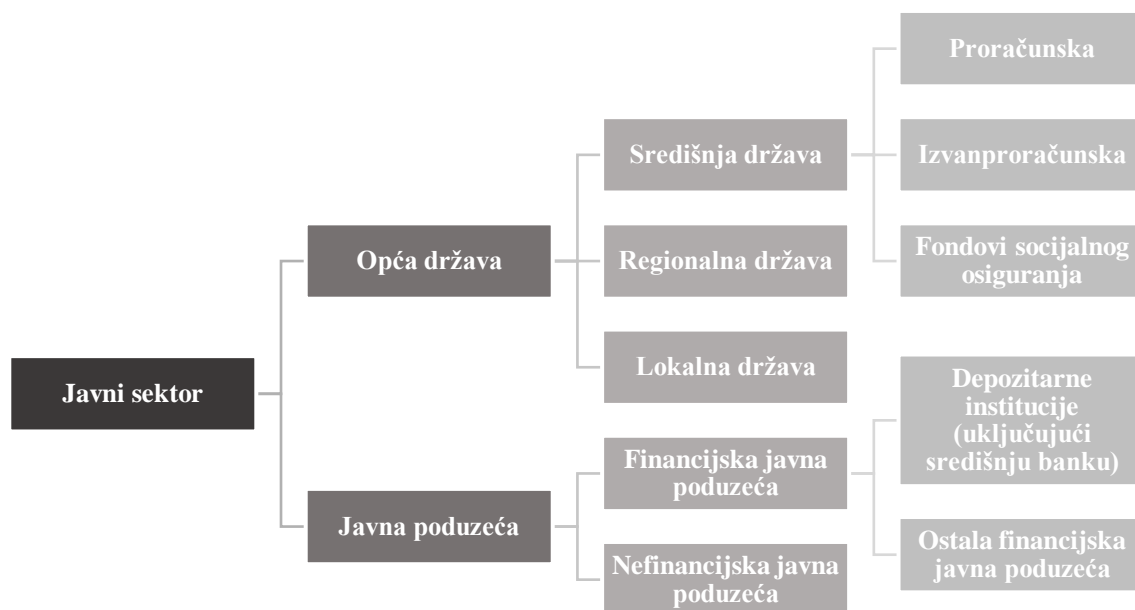 Javni sektor
Opća država
Središnja država
Proračunska
Izvanproračunska
Fondovi socijalnog
osiguranja
Regionalna država
Lokalna država
Javna poduzeća
Financijska javna
poduzeća
Depozitarne
institucije
(uključujući
središnju banku)
Ostala financijska
javna poduzeća
Nefinancijska javna
poduzeća